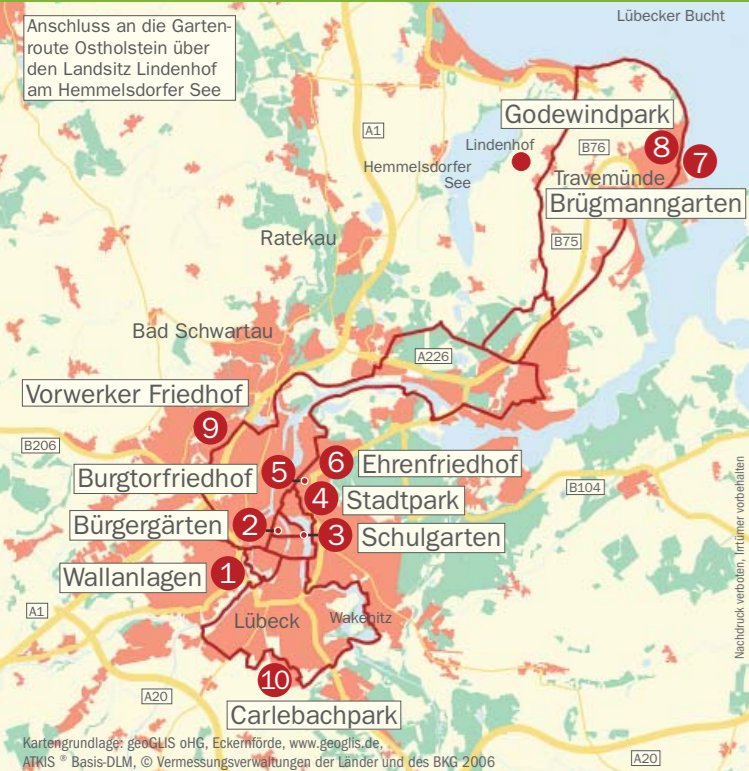 Anschluss an die Garten-
route Ostholstein über
den Landsitz Lindenhof
am Hemmelsdorfer See
Lübecker Bucht
A1
Godewindpark
Lindenhof
B76
8
7
Hemmelsdorfer
See
Travemünde
Brügmanngarten
Ratekau
B75
Bad Schwartau
A226
Vorwerker Friedhof
9
B206
Burgtorfriedhof
5
6
Ehrenfriedhof
B104
4
Stadtpark
Bürgergärten
2
3
Schulgarten
Wallanlagen
1
A1
Lübeck
Wakenitz
10
A20
Carlebachpark
Kartengrundlage: geoGLIS oHG, Eckernförde, www.geoglis.de,
ATKIS ® Basis-DLM, © Vermessungsverwaltungen der Länder und des BKG 2006
A20
Nachdruck verboten, Irrtümer vorbehalten